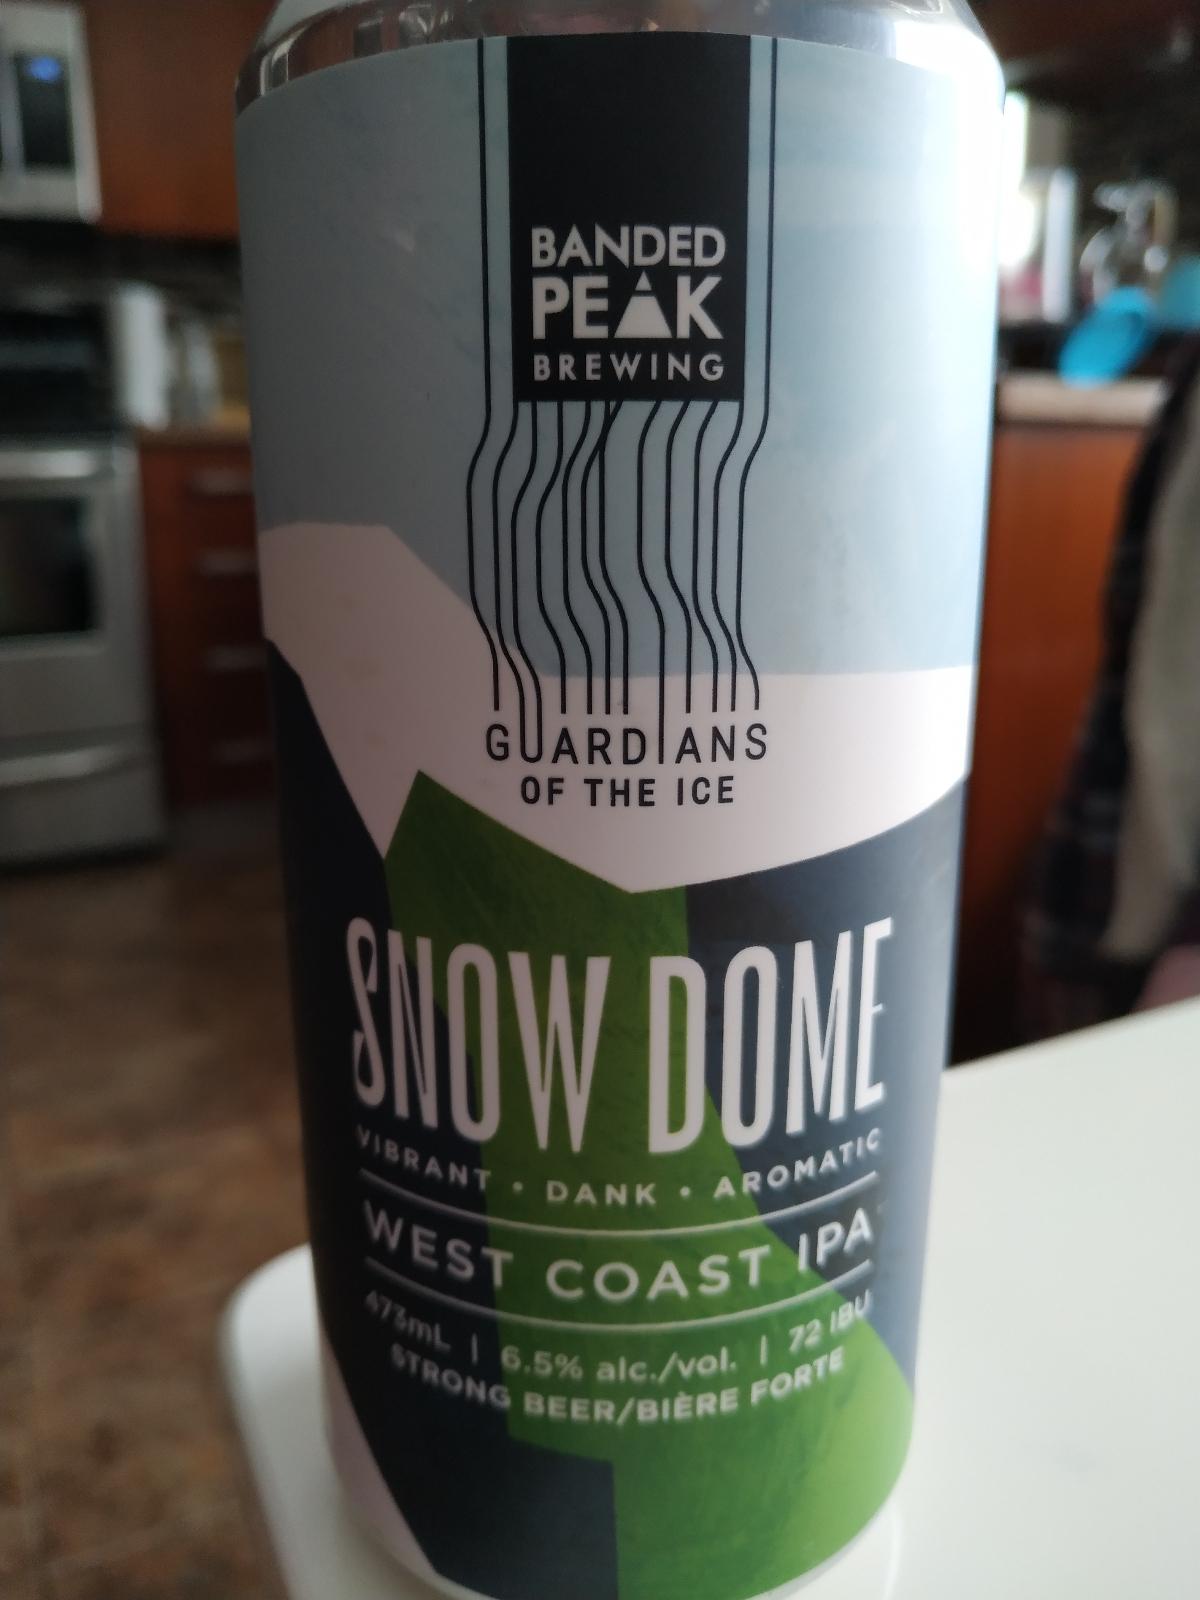 BANDED
PEAK
BREWING
GUARDIANS
OF THE ICE
SNOW DOME
VIBRANT • DANK • AROMATIC
WEST COAST IPA
473mL | 6.5% alc./vol. | 72 IBU
STRONG BEER/BIÈRE FORTE